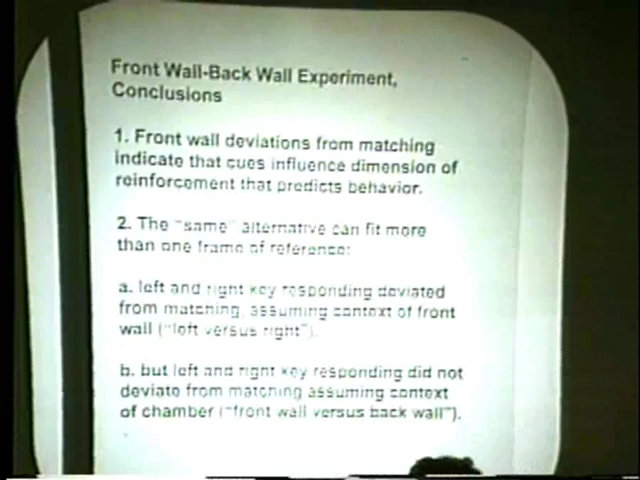 Front Wall-Back Wall Experiment,
Conclusions
1. Front wall deviations from matching
indicate that cues influence dimension of
reinforcement that predicts behavior.
2. The "same" alternative can fit more
than one frame of reference:
a. left and right key responding deviated
from matching, assuming context of front
wall ("left versus right").
b. but left and right key responding did not
deviate from matching assuming context
of chamber ("front wall versus back wall").